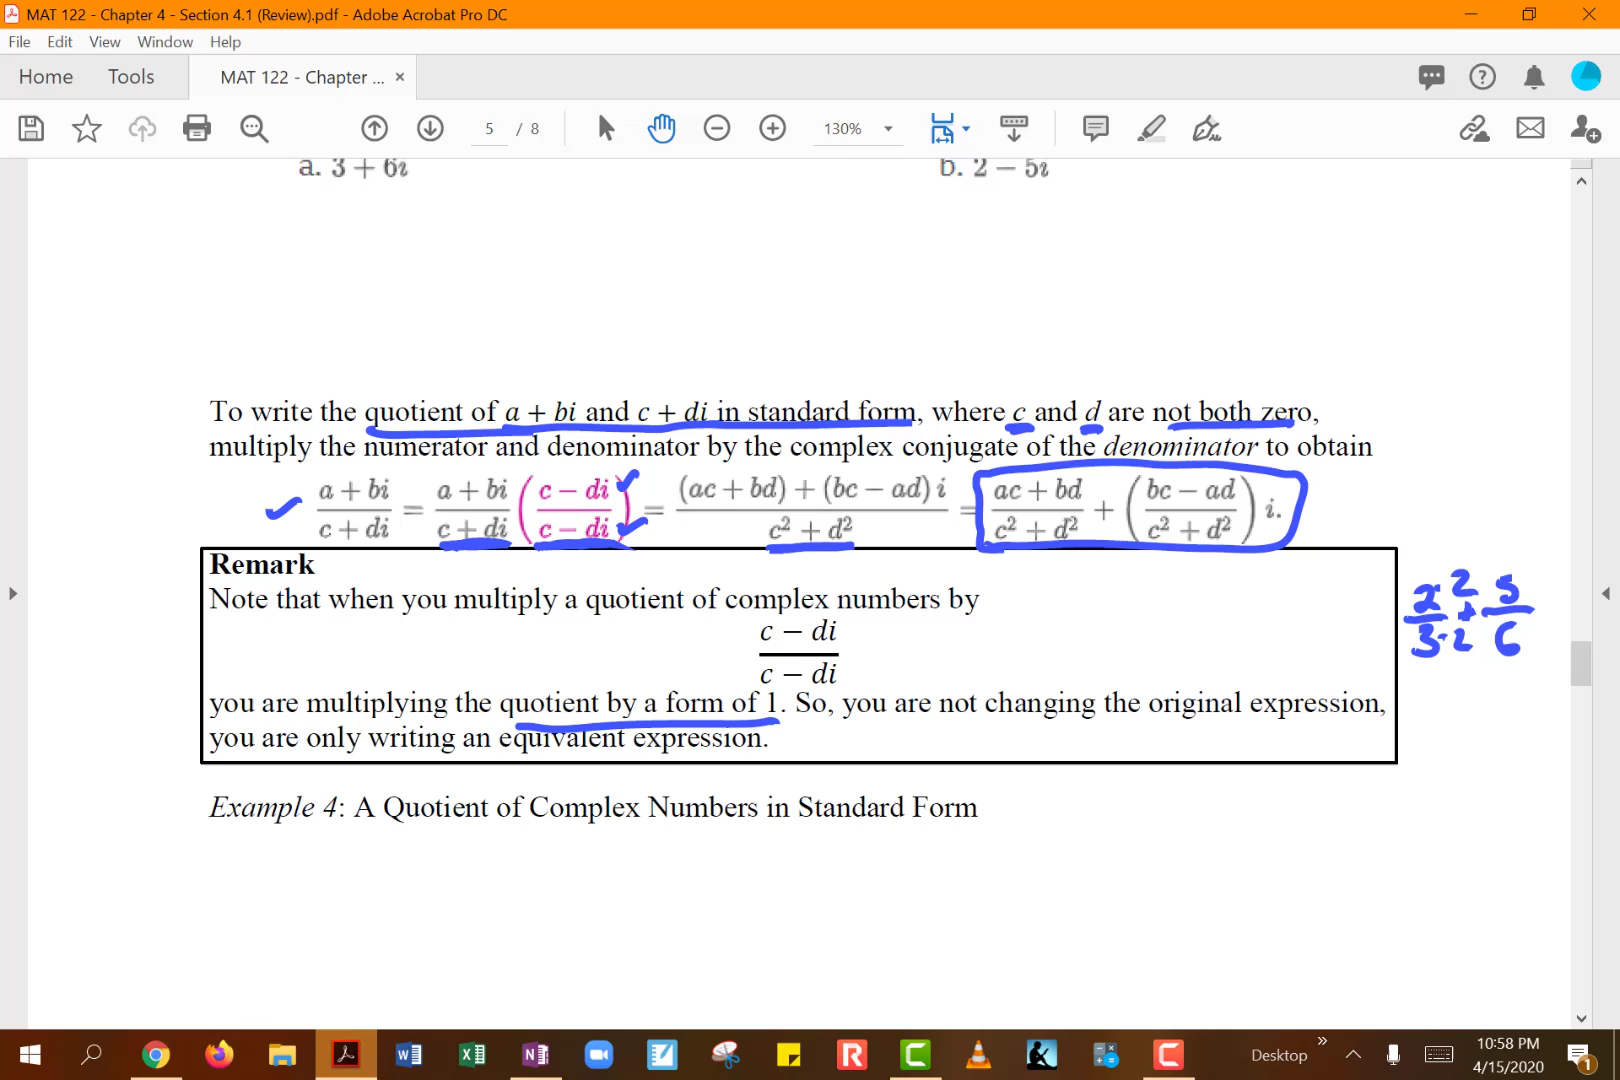 MAT 122 - Chapter 4 - Section 4.1 (Review).pdf - Adobe Acrobat Pro DC
File Edit View Window Help
Home Tools MAT 122 - Chapter ... ×
5 / 8 130%
a. 3 + 6i b. 2 − 5i
To write the quotient of a + bi and c + di in standard form, where c and d are not both zero,
multiply the numerator and denominator by the complex conjugate of the denominator to obtain
(a + bi)/(c + di) = (a + bi)/(c + di) ((c − di)/(c − di)) = ((ac + bd) + (bc − ad) i)/(c² + d²) = (ac + bd)/(c² + d²) + ((bc − ad)/(c² + d²)) i.
Remark
Note that when you multiply a quotient of complex numbers by
c − di
c − di
you are multiplying the quotient by a form of 1. So, you are not changing the original expression,
you are only writing an equivalent expression.
2·2/3·2 + 5/6
Example 4: A Quotient of Complex Numbers in Standard Form
Desktop
10:58 PM
4/15/2020
1